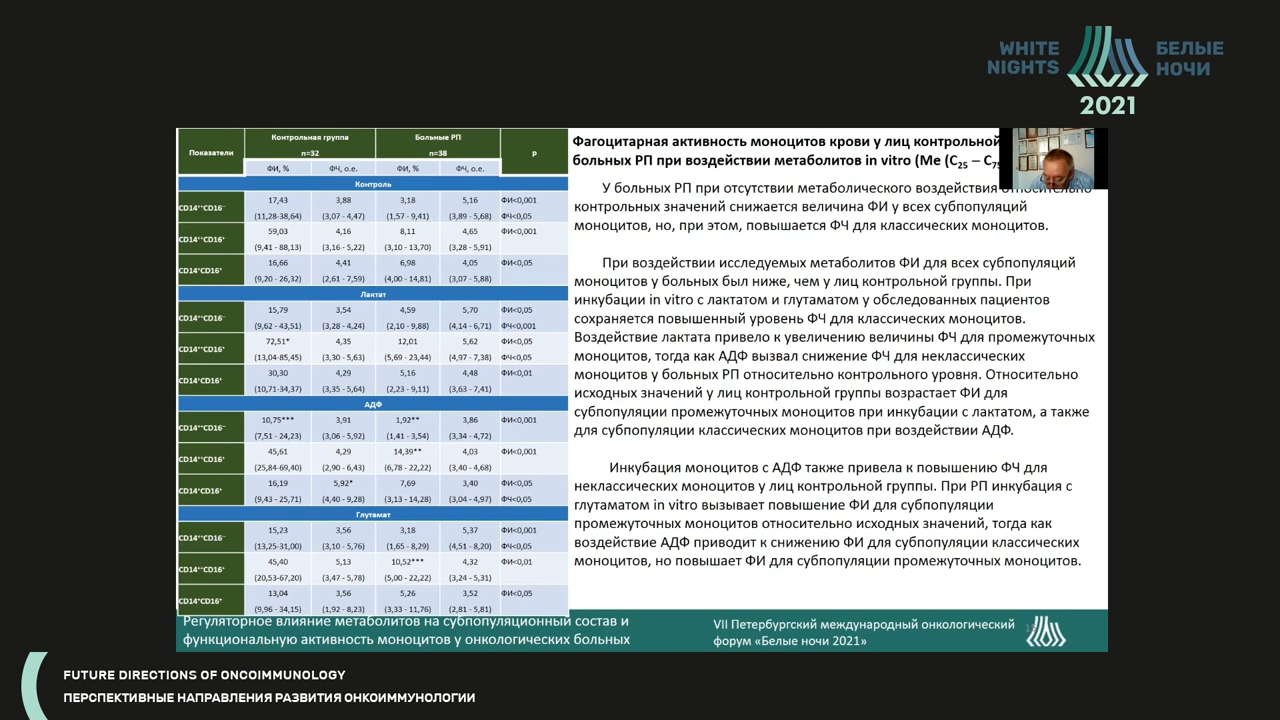 WHITE NIGHTS
БЕЛЫЕ НОЧИ
2021
Показатели
Контрольная группа
n=32
Больные РП
n=38
p
ФИ, %
ФЧ, о.е.
ФИ, %
ФЧ, о.е.
Контроль
CD14⁺⁺CD16⁻
17,43 3,88 3,18 5,16 ФИ<0,001
(11,28-38,64) (3,07 - 4,47) (1,57 - 9,41) (3,89 - 5,68) ФЧ<0,05
CD14⁺⁺CD16⁺
59,03 4,16 8,11 4,65 ФИ<0,001
(9,41 - 88,13) (3,16 - 5,22) (3,10 - 13,70) (3,28 - 5,91)
CD14⁺CD16⁺
16,66 4,41 6,98 4,05 ФИ<0,05
(9,20 - 26,32) (2,61 - 7,59) (4,00 - 14,81) (3,07 - 5,88)
Лактат
CD14⁺⁺CD16⁻
15,79 3,54 4,59 5,70 ФИ<0,05
(9,62 - 43,51) (3,28 - 4,24) (2,10 - 9,88) (4,14 - 6,71) ФЧ<0,001
CD14⁺⁺CD16⁺
72,51* 4,35 12,01 5,62 ФИ<0,05
(13,04-85,45) (3,30 - 5,63) (5,69 - 23,44) (4,97 - 7,38) ФЧ<0,05
CD14⁺CD16⁺
30,30 4,29 5,16 4,48 ФИ<0,01
(10,71-34,37) (3,35 - 5,64) (2,23 - 9,11) (3,63 - 7,41)
АДФ
CD14⁺⁺CD16⁻
10,75*** 3,91 1,92** 3,86 ФИ<0,001
(7,51 - 24,23) (3,06 - 5,92) (1,41 - 3,54) (3,34 - 4,72)
CD14⁺⁺CD16⁺
45,61 4,29 14,39** 4,03 ФИ<0,001
(25,84-69,40) (2,90 - 6,43) (6,78 - 22,22) (3,40 - 4,68)
CD14⁺CD16⁺
16,19 5,92* 7,69 3,40 ФИ<0,05
(9,43 - 25,71) (4,40 - 9,28) (3,13 - 14,28) (3,04 - 4,97) ФЧ<0,05
Глутамат
CD14⁺⁺CD16⁻
15,23 3,56 3,18 5,37 ФИ<0,001
(13,25-31,00) (3,10 - 5,76) (1,65 - 8,29) (4,51 - 8,20) ФЧ<0,05
CD14⁺⁺CD16⁺
45,40 5,13 10,52*** 4,32 ФИ<0,01
(20,53-67,20) (3,47 - 5,78) (5,00 - 22,22) (3,24 - 5,31)
CD14⁺CD16⁺
13,04 3,56 5,26 3,52 ФИ<0,05
(9,96 - 34,15) (1,92 - 8,23) (3,33 - 11,76) (2,81 - 5,81)
Фагоцитарная активность моноцитов крови у лиц контрольной
больных РП при воздействии метаболитов in vitro (Me (C₂₅ – C₇₅
У больных РП при отсутствии метаболического воздействия относительно
контрольных значений снижается величина ФИ у всех субпопуляций
моноцитов, но, при этом, повышается ФЧ для классических моноцитов.
При воздействии исследуемых метаболитов ФИ для всех субпопуляций
моноцитов у больных был ниже, чем у лиц контрольной группы. При
инкубации in vitro с лактатом и глутаматом у обследованных пациентов
сохраняется повышенный уровень ФЧ для классических моноцитов.
Воздействие лактата привело к увеличению величины ФЧ для промежуточных
моноцитов, тогда как АДФ вызвал снижение ФЧ для неклассических
моноцитов у больных РП относительно контрольного уровня. Относительно
исходных значений у лиц контрольной группы возрастает ФИ для
субпопуляции промежуточных моноцитов при инкубации с лактатом, а также
для субпопуляции классических моноцитов при воздействии АДФ.
Инкубация моноцитов с АДФ также привела к повышению ФЧ для
неклассических моноцитов у лиц контрольной группы. При РП инкубация с
глутаматом in vitro вызывает повышение ФИ для субпопуляции
промежуточных моноцитов относительно исходных значений, тогда как
воздействие АДФ приводит к снижению ФИ для субпопуляции классических
моноцитов, но повышает ФИ для субпопуляции промежуточных моноцитов.
Регуляторное влияние метаболитов на субпопуляционный состав и
функциональную активность моноцитов у онкологических больных
VII Петербургский международный онкологический
форум «Белые ночи 2021»
FUTURE DIRECTIONS OF ONCOIMMUNOLOGY
ПЕРСПЕКТИВНЫЕ НАПРАВЛЕНИЯ РАЗВИТИЯ ОНКОИММУНОЛОГИИ